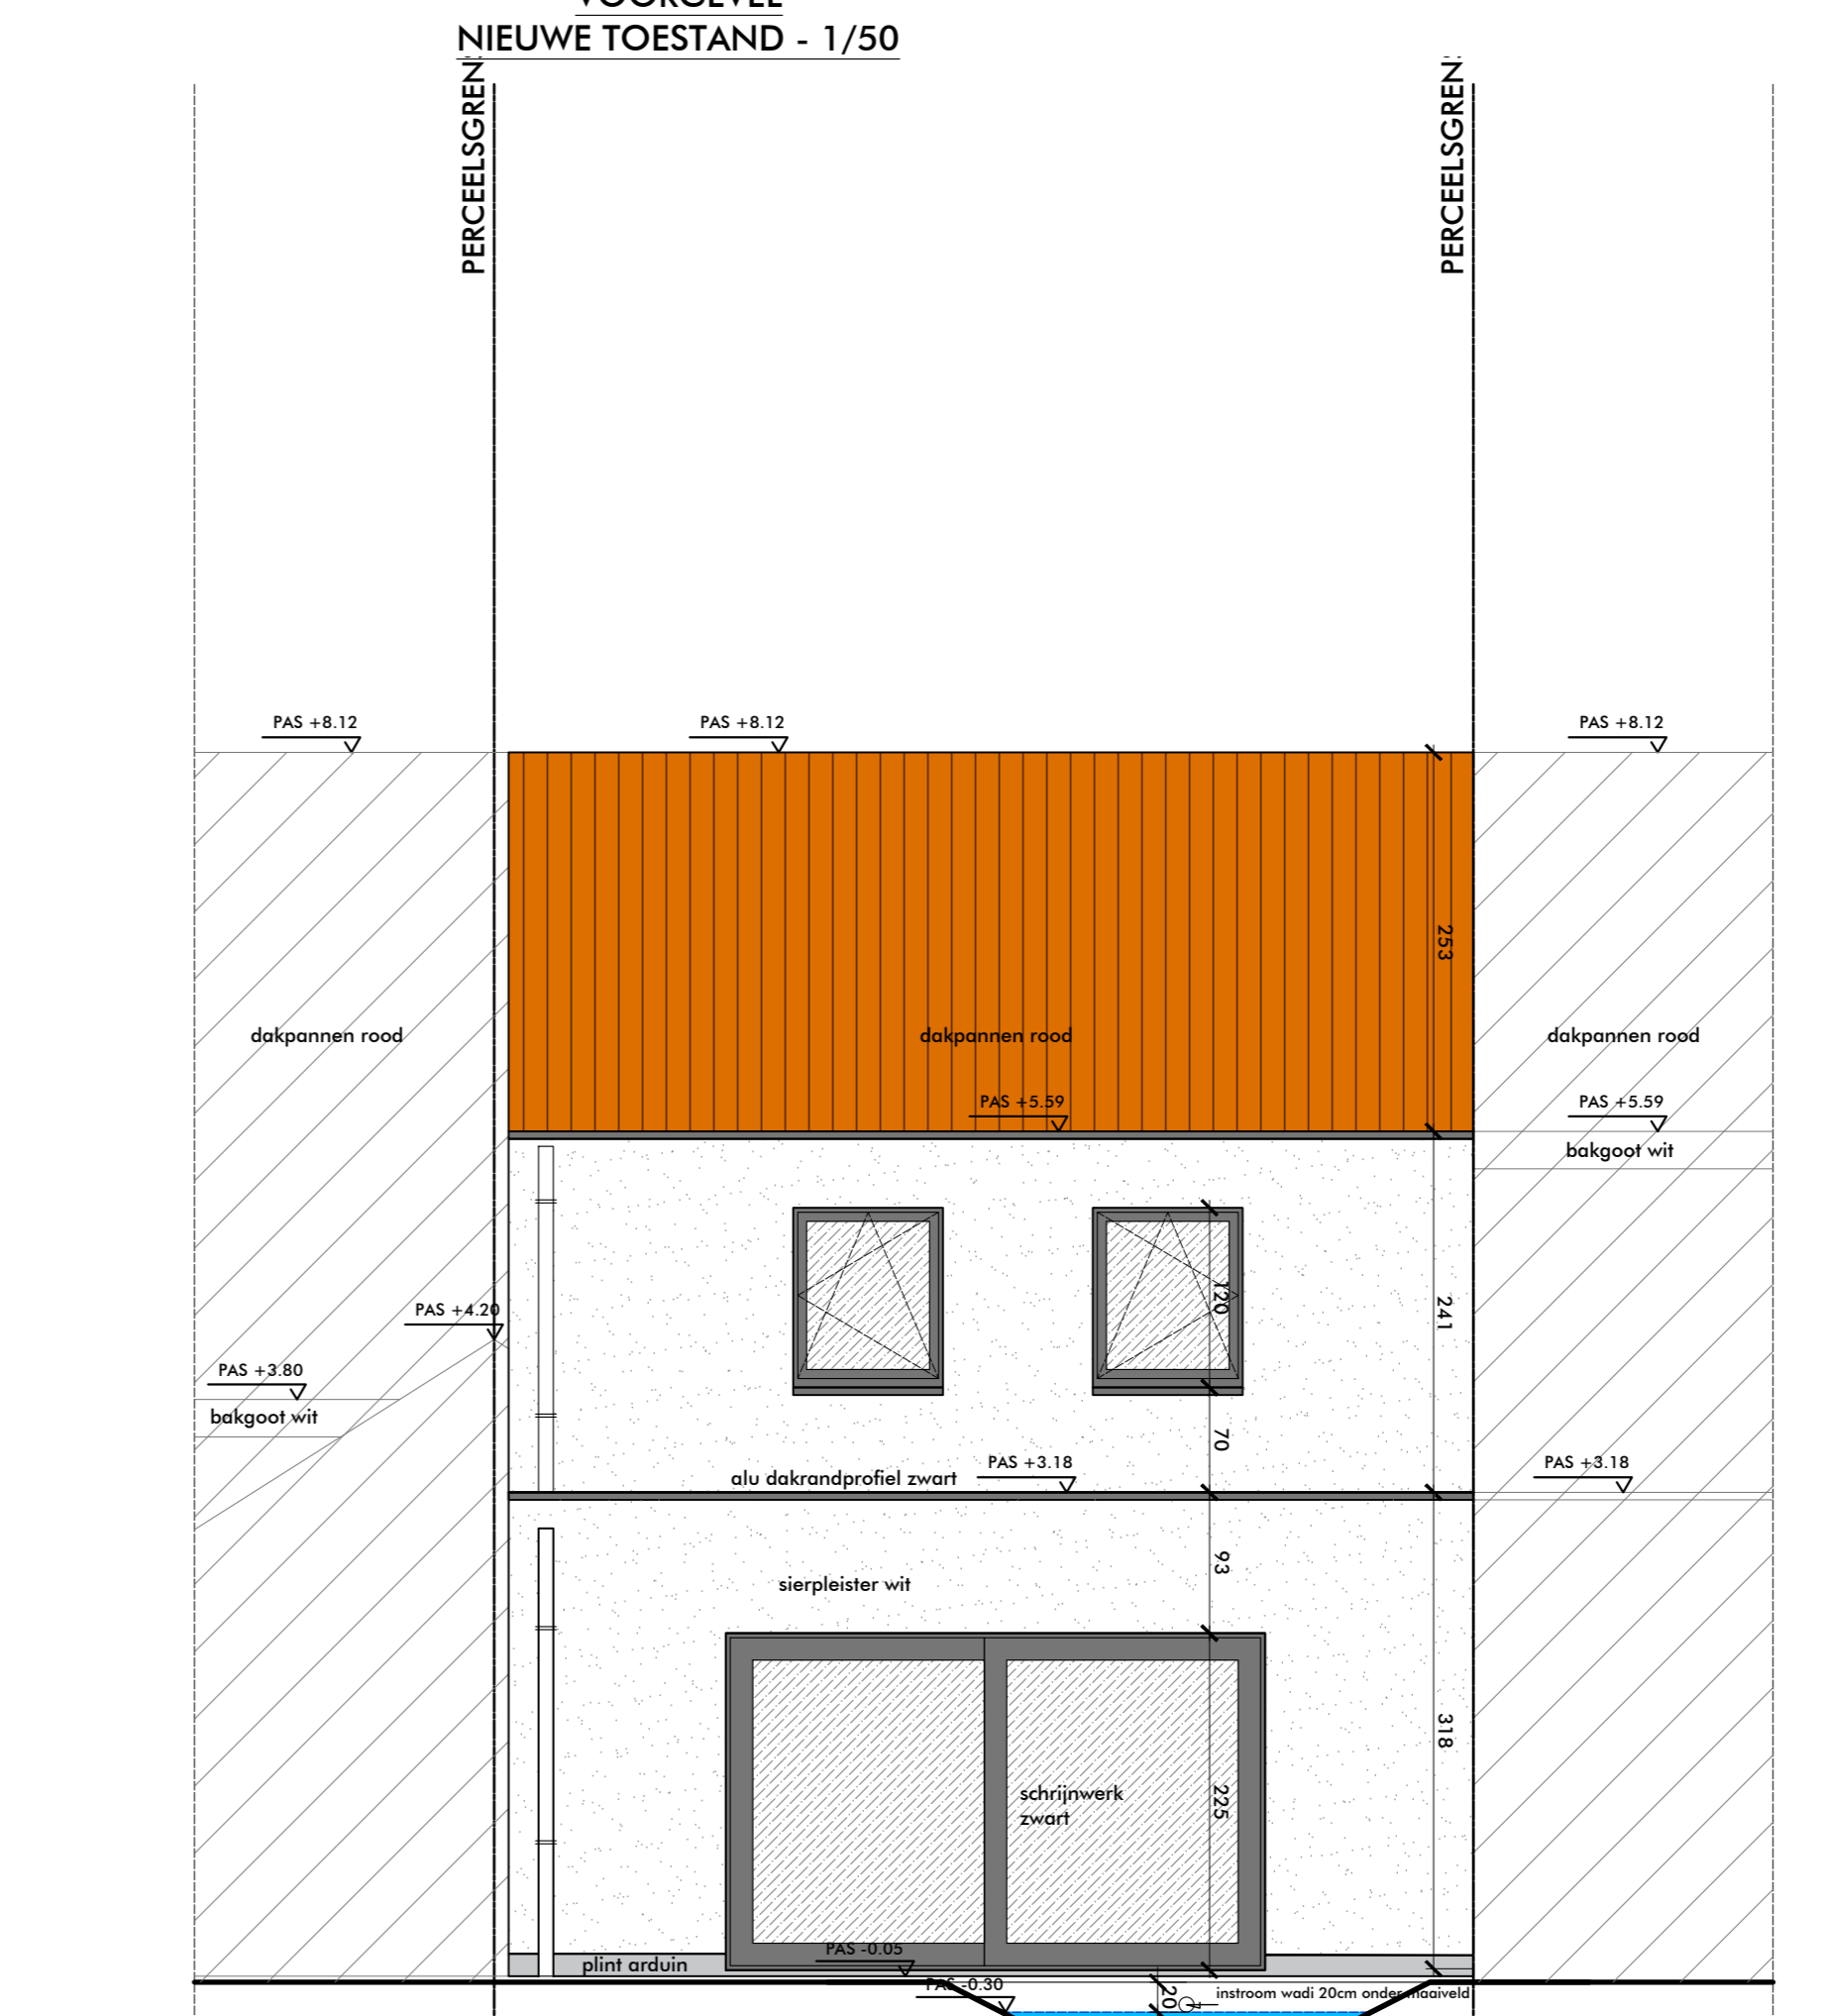 VOORGEVEL
NIEUWE TOESTAND - 1/50
PERCEELSGREN
PERCEELSGREN
PAS +8.12
PAS +8.12
PAS +8.12
253
dakpannen rood
dakpannen rood
dakpannen rood
PAS +5.59
PAS +5.59
bakgoot wit
PAS +4.20
120
241
PAS +3.80
bakgoot wit
70
alu dakrandprofiel zwart
PAS +3.18
PAS +3.18
93
sierpleister wit
318
schrijnwerk
zwart
225
PAS -0.05
plint arduin
PAS -0.30
20
instroom wadi 20cm onder maaiveld